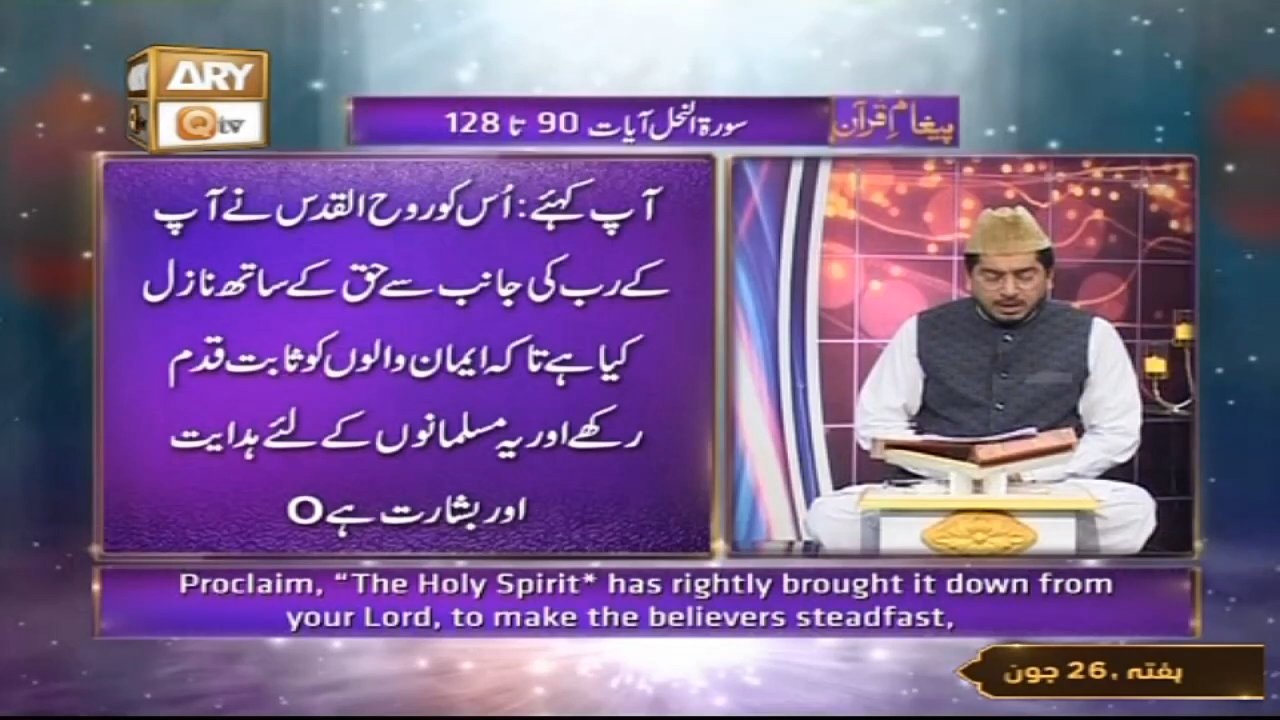 ARY
Qtv
پیغامِ قرآن
سورۃ النحل آیات 90 تا 128
آپ کہئے: اُس کو روح القدس نے آپ
کے رب کی جانب سے حق کے ساتھ نازل
کیا ہے تاکہ ایمان والوں کو ثابت قدم
رکھے اور یہ مسلمانوں کے لئے ہدایت
اور بشارت ہے O
Proclaim, “The Holy Spirit* has rightly brought it down from
your Lord, to make the believers steadfast,
ہفتہ ,26 جون